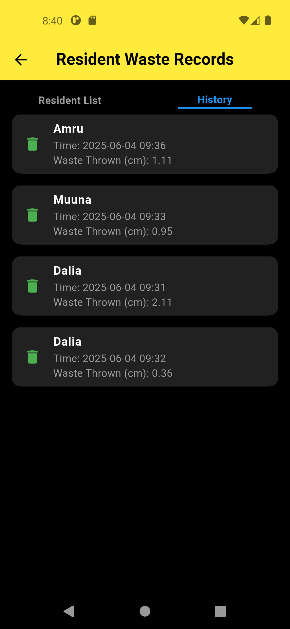 8:40
Resident Waste Records
Resident List
History
Amru
Time: 2025-06-04 09:36
Waste Thrown (cm): 1.11
Muuna
Time: 2025-06-04 09:33
Waste Thrown (cm): 0.95
Dalia
Time: 2025-06-04 09:31
Waste Thrown (cm): 2.11
Dalia
Time: 2025-06-04 09:32
Waste Thrown (cm): 0.36